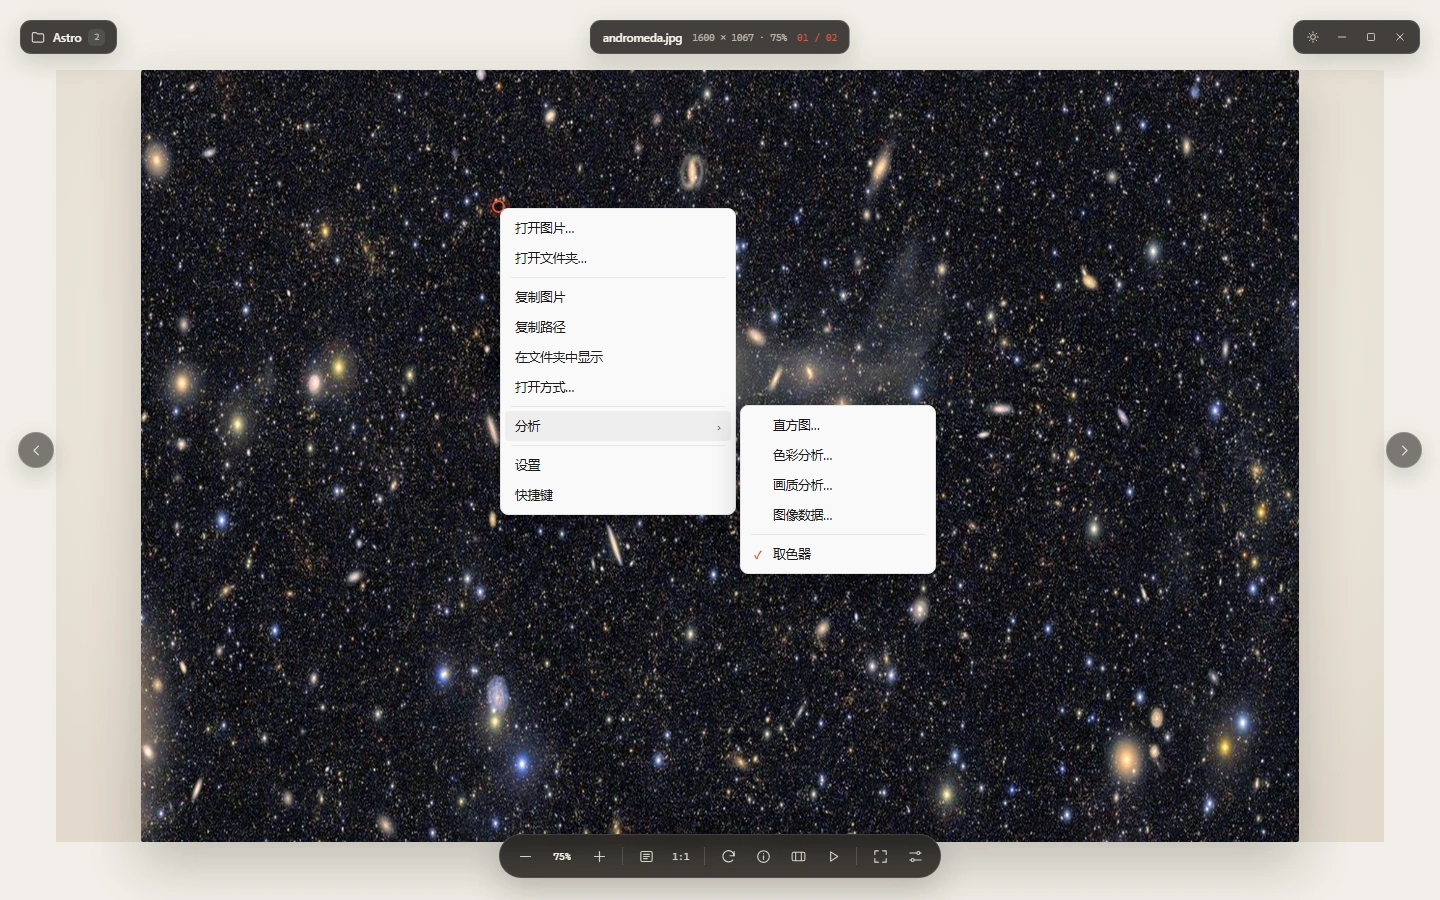 Astro 2
andromeda.jpg 1600 × 1067 · 75% 01 / 02
打开图片...
打开文件夹...
复制图片
复制路径
在文件夹中显示
打开方式...
分析
设置
快捷键
直方图...
色彩分析...
画质分析...
图像数据...
✓ 取色器
75%
1:1